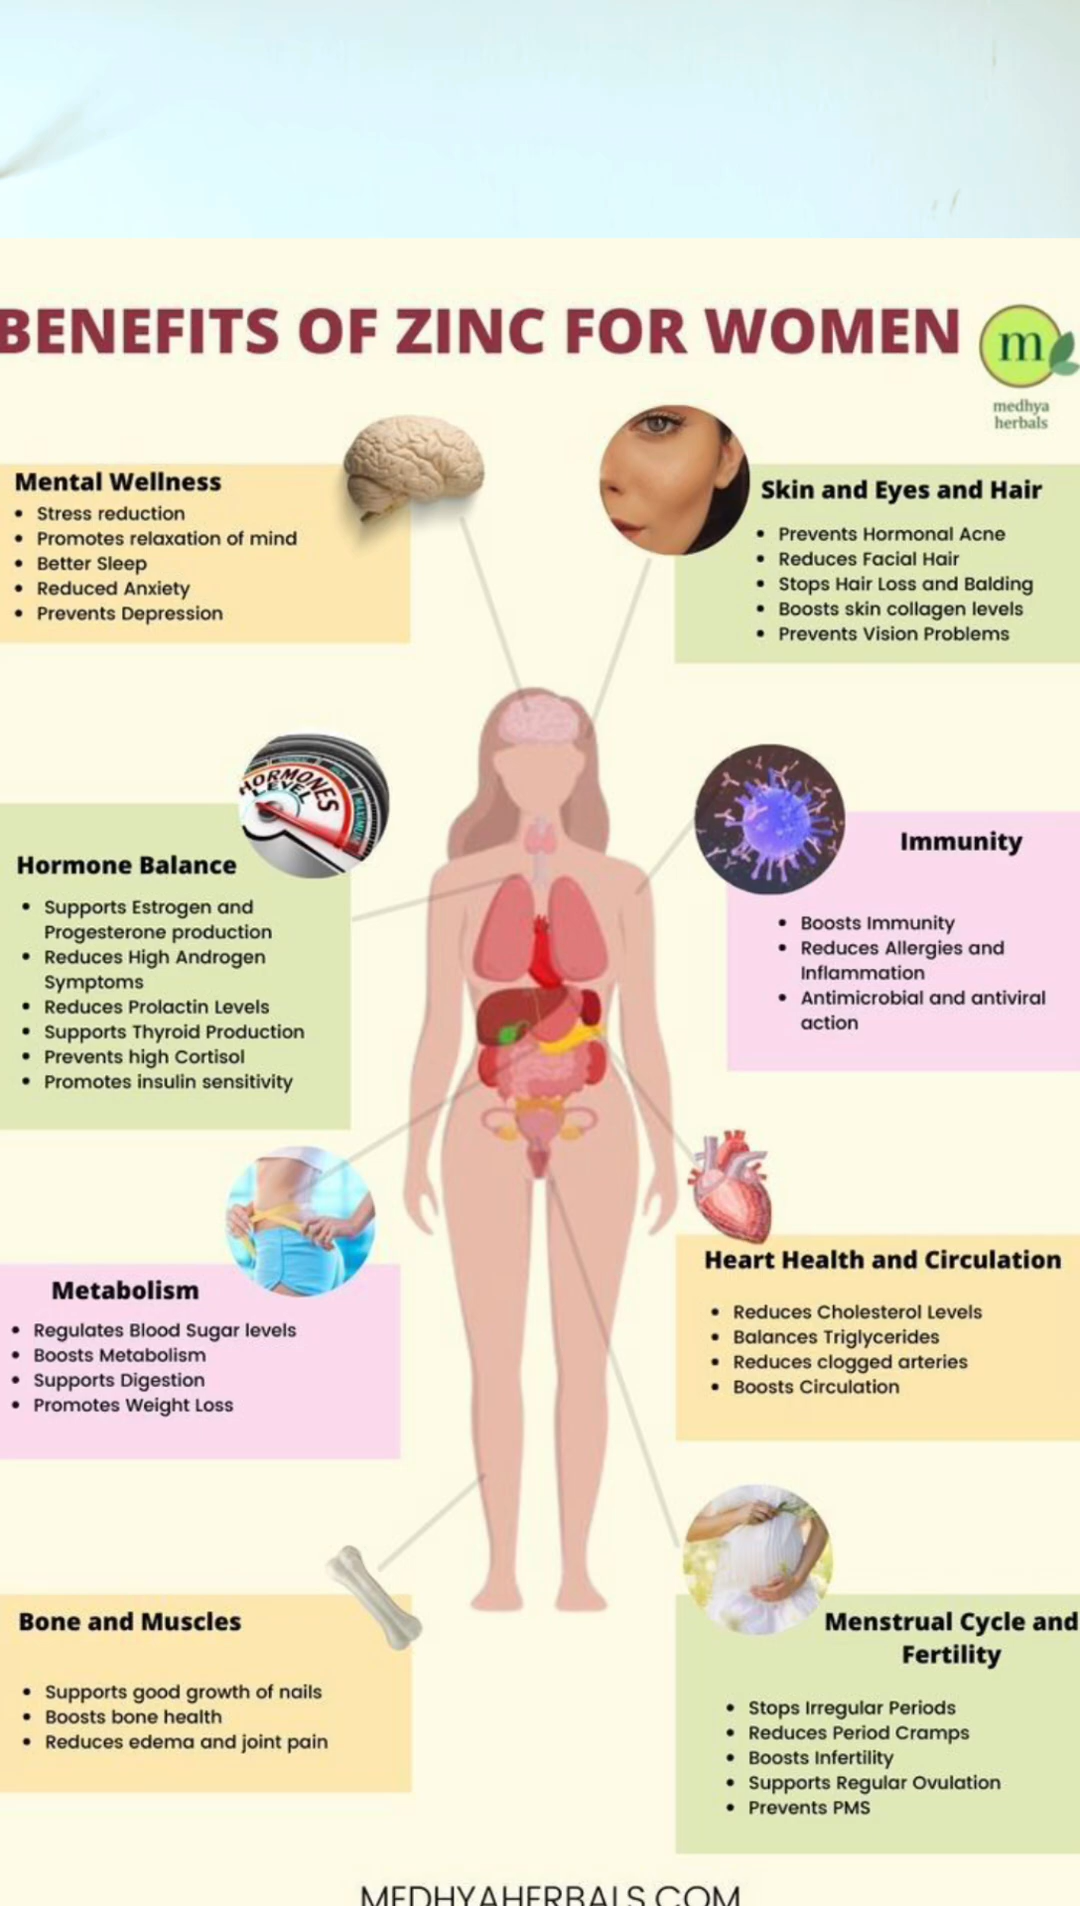 BENEFITS OF ZINC FOR WOMEN
m
medhya
herbals
Mental Wellness
• Stress reduction
• Promotes relaxation of mind
• Better Sleep
• Reduced Anxiety
• Prevents Depression
Skin and Eyes and Hair
• Prevents Hormonal Acne
• Reduces Facial Hair
• Stops Hair Loss and Balding
• Boosts skin collagen levels
• Prevents Vision Problems
HORMONES
LEVEL
MAXIMUM
Hormone Balance
• Supports Estrogen and
Progesterone production
• Reduces High Androgen
Symptoms
• Reduces Prolactin Levels
• Supports Thyroid Production
• Prevents high Cortisol
• Promotes insulin sensitivity
Immunity
• Boosts Immunity
• Reduces Allergies and
Inflammation
• Antimicrobial and antiviral
action
Metabolism
• Regulates Blood Sugar levels
• Boosts Metabolism
• Supports Digestion
• Promotes Weight Loss
Heart Health and Circulation
• Reduces Cholesterol Levels
• Balances Triglycerides
• Reduces clogged arteries
• Boosts Circulation
Bone and Muscles
• Supports good growth of nails
• Boosts bone health
• Reduces edema and joint pain
Menstrual Cycle and
Fertility
• Stops Irregular Periods
• Reduces Period Cramps
• Boosts Infertility
• Supports Regular Ovulation
• Prevents PMS
MEDHYAHERBALS.COM